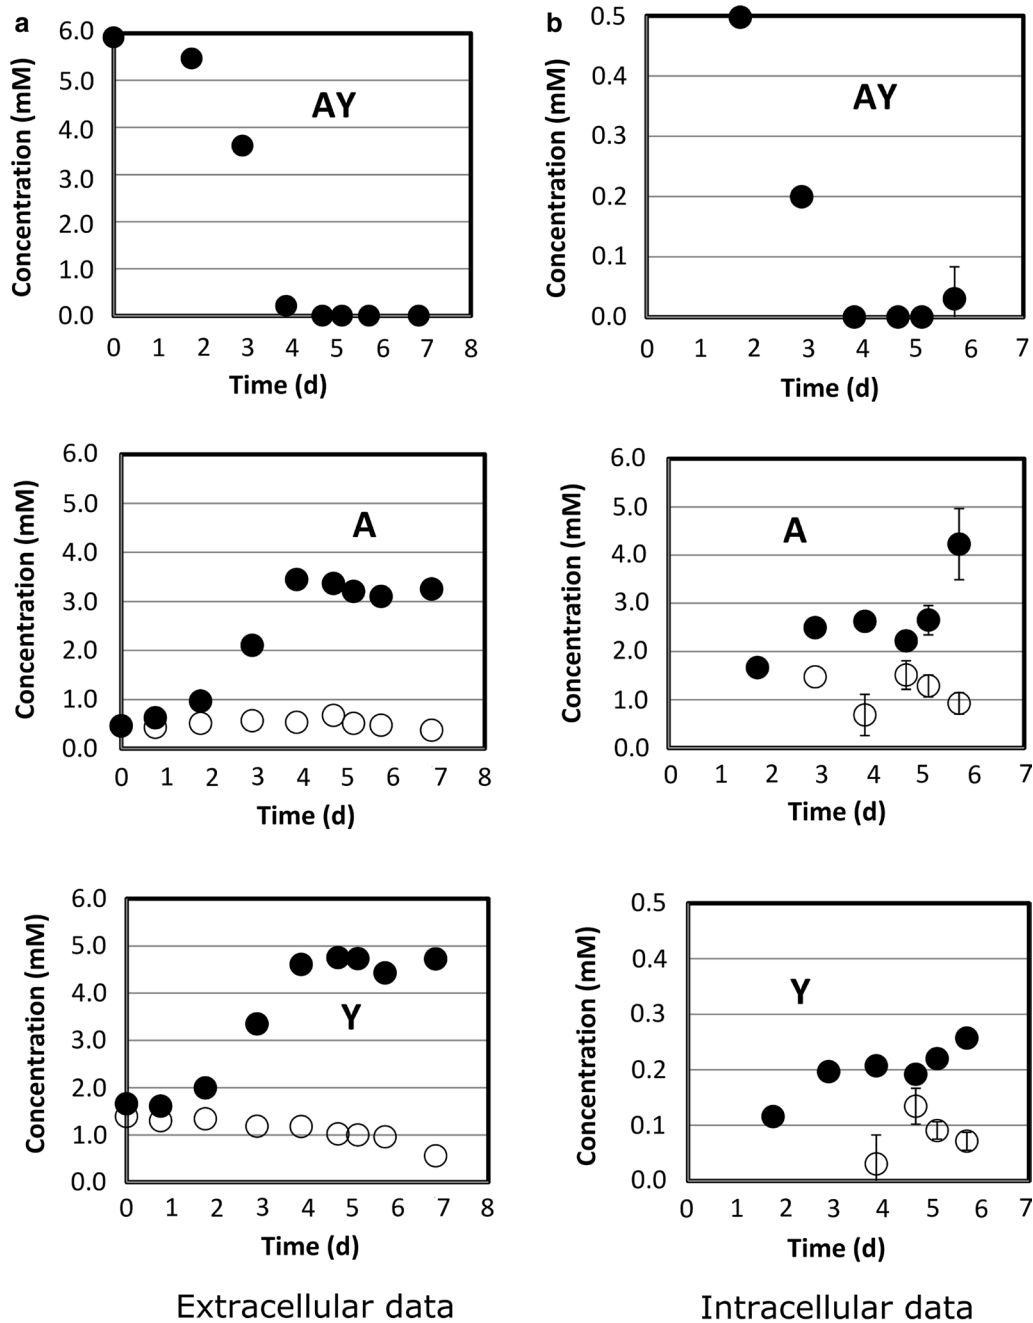 a
6.0
5.0
4.0
3.0
2.0
1.0
0.0
Concentration (mM)
AY
0 1 2 3 4 5 6 7 8
Time (d)
b
0.5
0.4
0.3
0.2
0.1
0.0
Concentration (mM)
AY
0 1 2 3 4 5 6 7
Time (d)
6.0
5.0
4.0
3.0
2.0
1.0
0.0
Concentration (mM)
A
0 1 2 3 4 5 6 7 8
Time (d)
6.0
5.0
4.0
3.0
2.0
1.0
0.0
Concentration (mM)
A
0 1 2 3 4 5 6 7
Time (d)
6.0
5.0
4.0
3.0
2.0
1.0
0.0
Concentration (mM)
Y
0 1 2 3 4 5 6 7 8
Time (d)
0.5
0.4
0.3
0.2
0.1
0.0
Concentration (mM)
Y
0 1 2 3 4 5 6 7
Time (d)
Extracellular data
Intracellular data